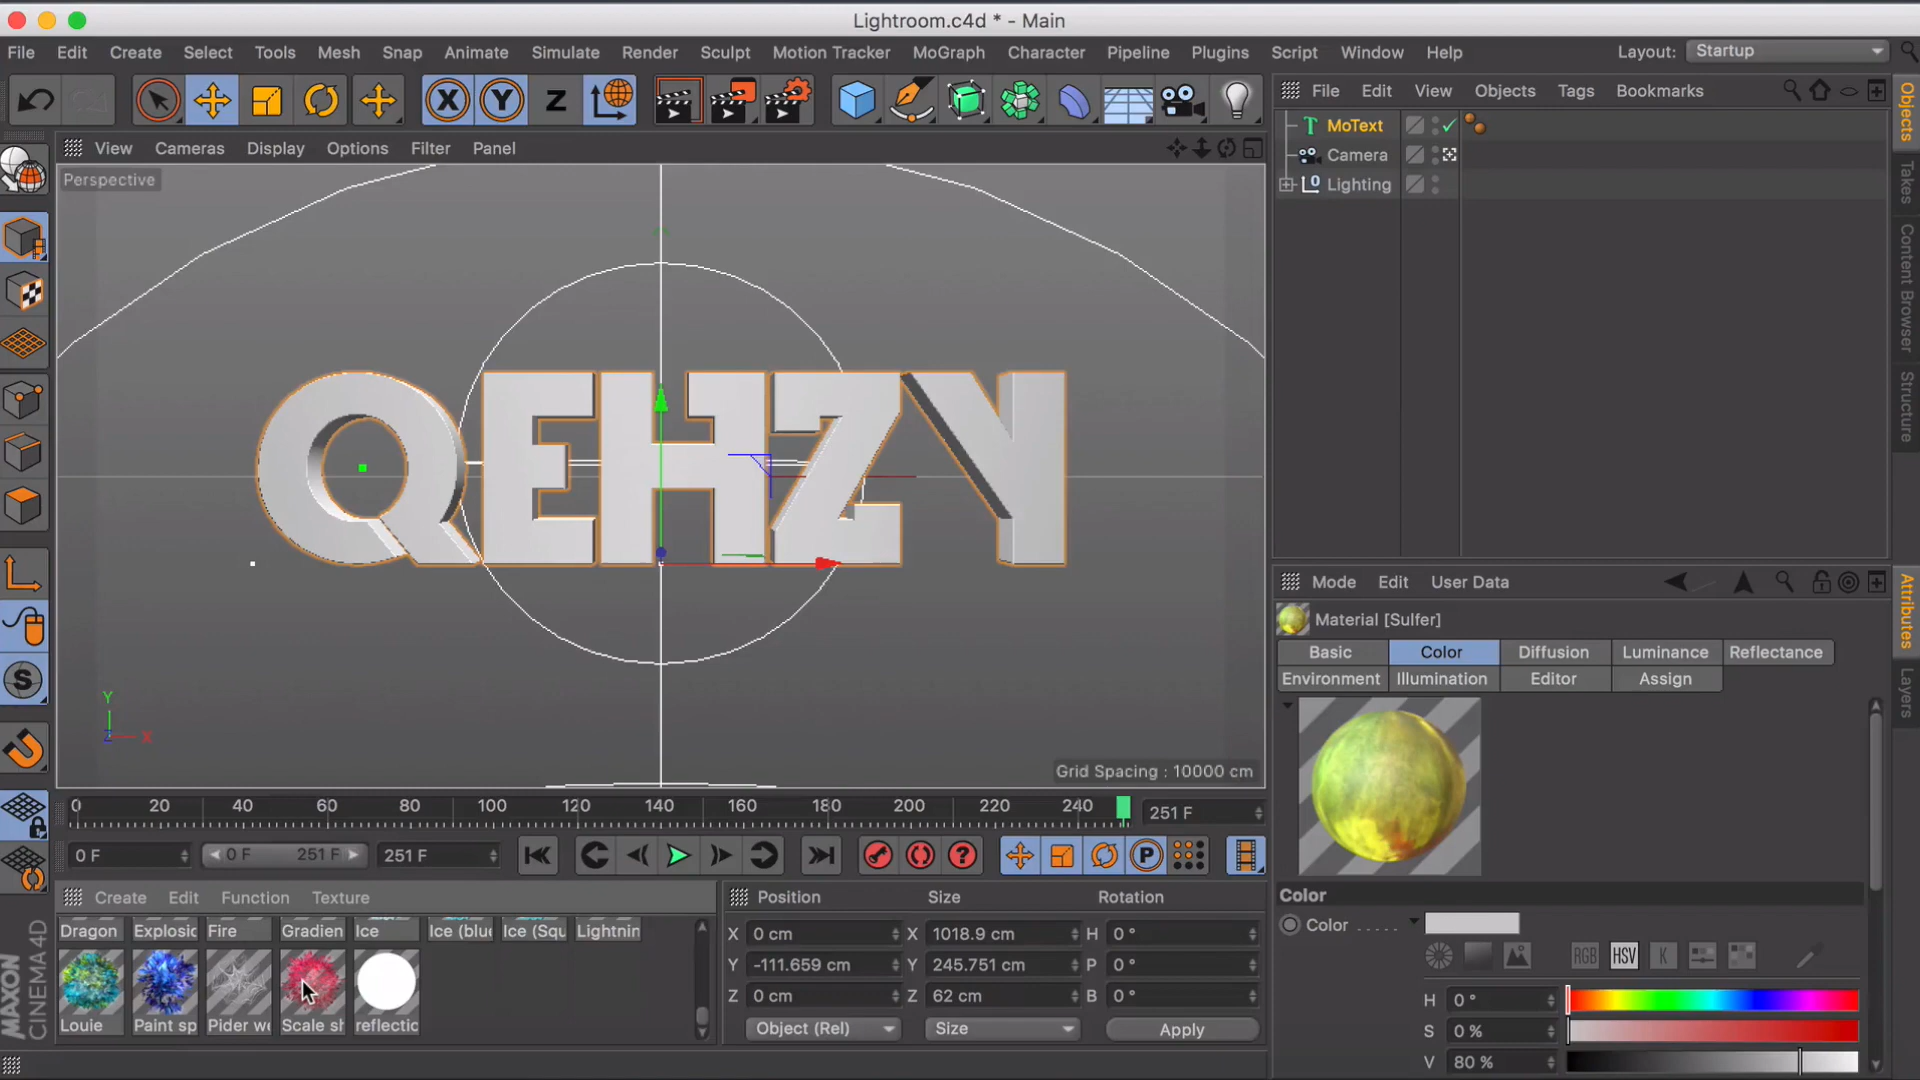 Lightroom.c4d * - Main
File Edit Create Select Tools Mesh Snap Animate Simulate Render Sculpt Motion Tracker MoGraph Character Pipeline Plugins Script Window Help Layout: Startup
X Y Z
File Edit View Objects Tags Bookmarks
MoText
Camera
Lighting
Objects
Takes
Content Browser
Structure
View Cameras Display Options Filter Panel
Perspective
QEHZY
Y
Z X
Grid Spacing : 10000 cm
Mode Edit User Data
Material [Sulfer]
Basic Color Diffusion Luminance Reflectance
Environment Illumination Editor Assign
Attributes
Layers
Color
Color
RGB HSV K
H 0 °
S 0 %
V 80 %
0 20 40 60 80 100 120 140 160 180 200 220 240 251 F
0 F 0 F 251 F 251 F
P
Create Edit Function Texture
Dragon Explosic Fire Gradien Ice Ice (blue Ice (Squ Lightnin
Louie Paint sp Pider we Scale sh reflectic
Position Size Rotation
X 0 cm X 1018.9 cm H 0 °
Y -111.659 cm Y 245.751 cm P 0 °
Z 0 cm Z 62 cm B 0 °
Object (Rel) Size Apply
MAXON
CINEMA 4D